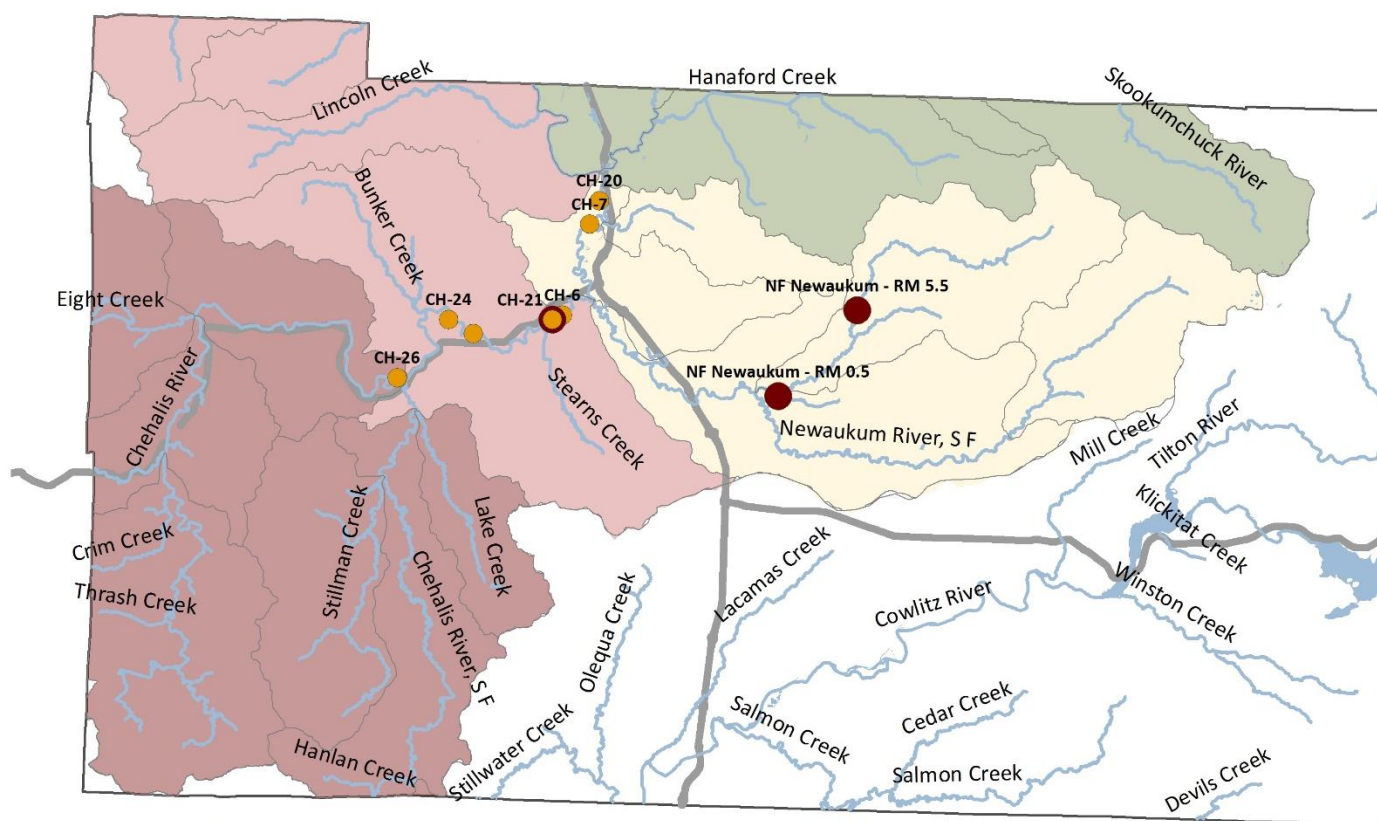 Hanaford Creek
Skookumchuck River
Lincoln Creek
CH-20
Bunker Creek
CH-7
Eight Creek
CH-24
CH-21
CH-6
NF Newaukum - RM 5.5
Chehalis River
CH-26
NF Newaukum - RM 0.5
Stearns Creek
Newaukum River, S F
Mill Creek
Tilton River
Klickitat Creek
Crim Creek
Lake Creek
Stillman Creek
Thrash Creek
Chehalis River, S F
Lacamas Creek
Cowlitz River
Winston Creek
Olequa Creek
Cedar Creek
Salmon Creek
Stillwater Creek
Hanlan Creek
Salmon Creek
Devils Creek